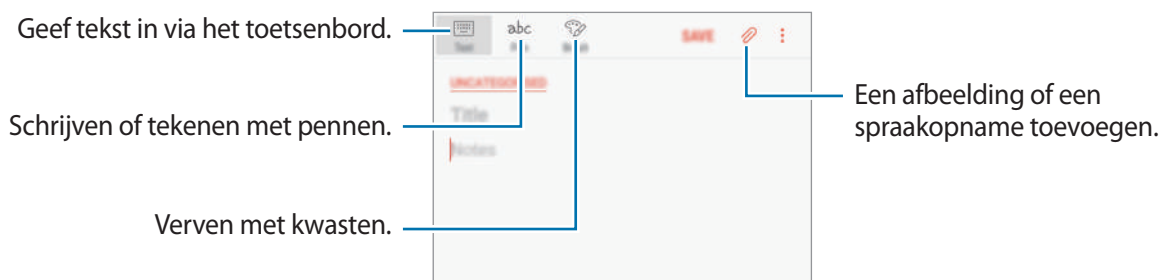 Geef tekst in via het toetsenbord.
abc
SAVE
Text
UNCATEGORISED
Een afbeelding of een
spraakopname toevoegen.
Title
Schrijven of tekenen met pennen.
Notes
Verven met kwasten.